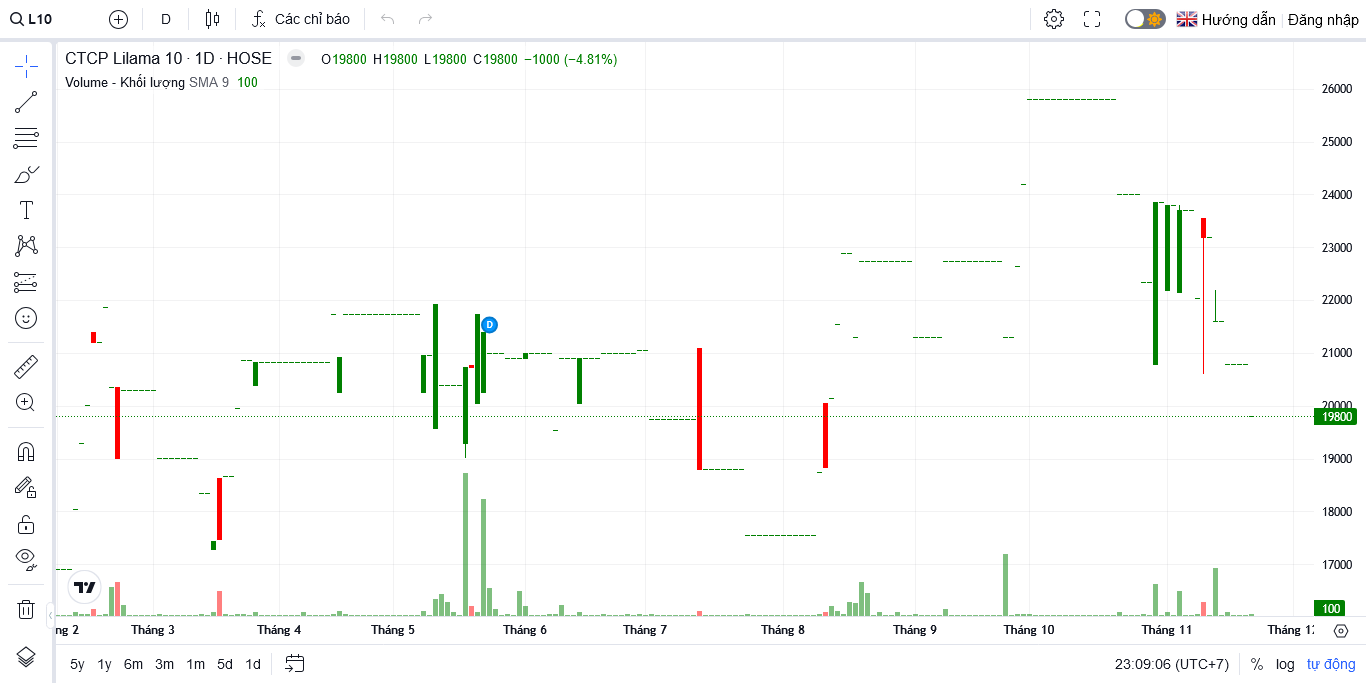 L10 D Các chỉ báo Hướng dẫn Đăng nhập
CTCP Lilama 10 · 1D · HOSE O19800 H19800 L19800 C19800 −1000 (−4.81%)
Volume - Khối lượng SMA 9 100
D
26000
25000
24000
23000
22000
21000
20000
19800
19000
18000
17000
100
ng 2 Tháng 3 Tháng 4 Tháng 5 Tháng 6 Tháng 7 Tháng 8 Tháng 9 Tháng 10 Tháng 11 Tháng 1
5y 1y 6m 3m 1m 5d 1d 23:09:06 (UTC+7) % log tự động